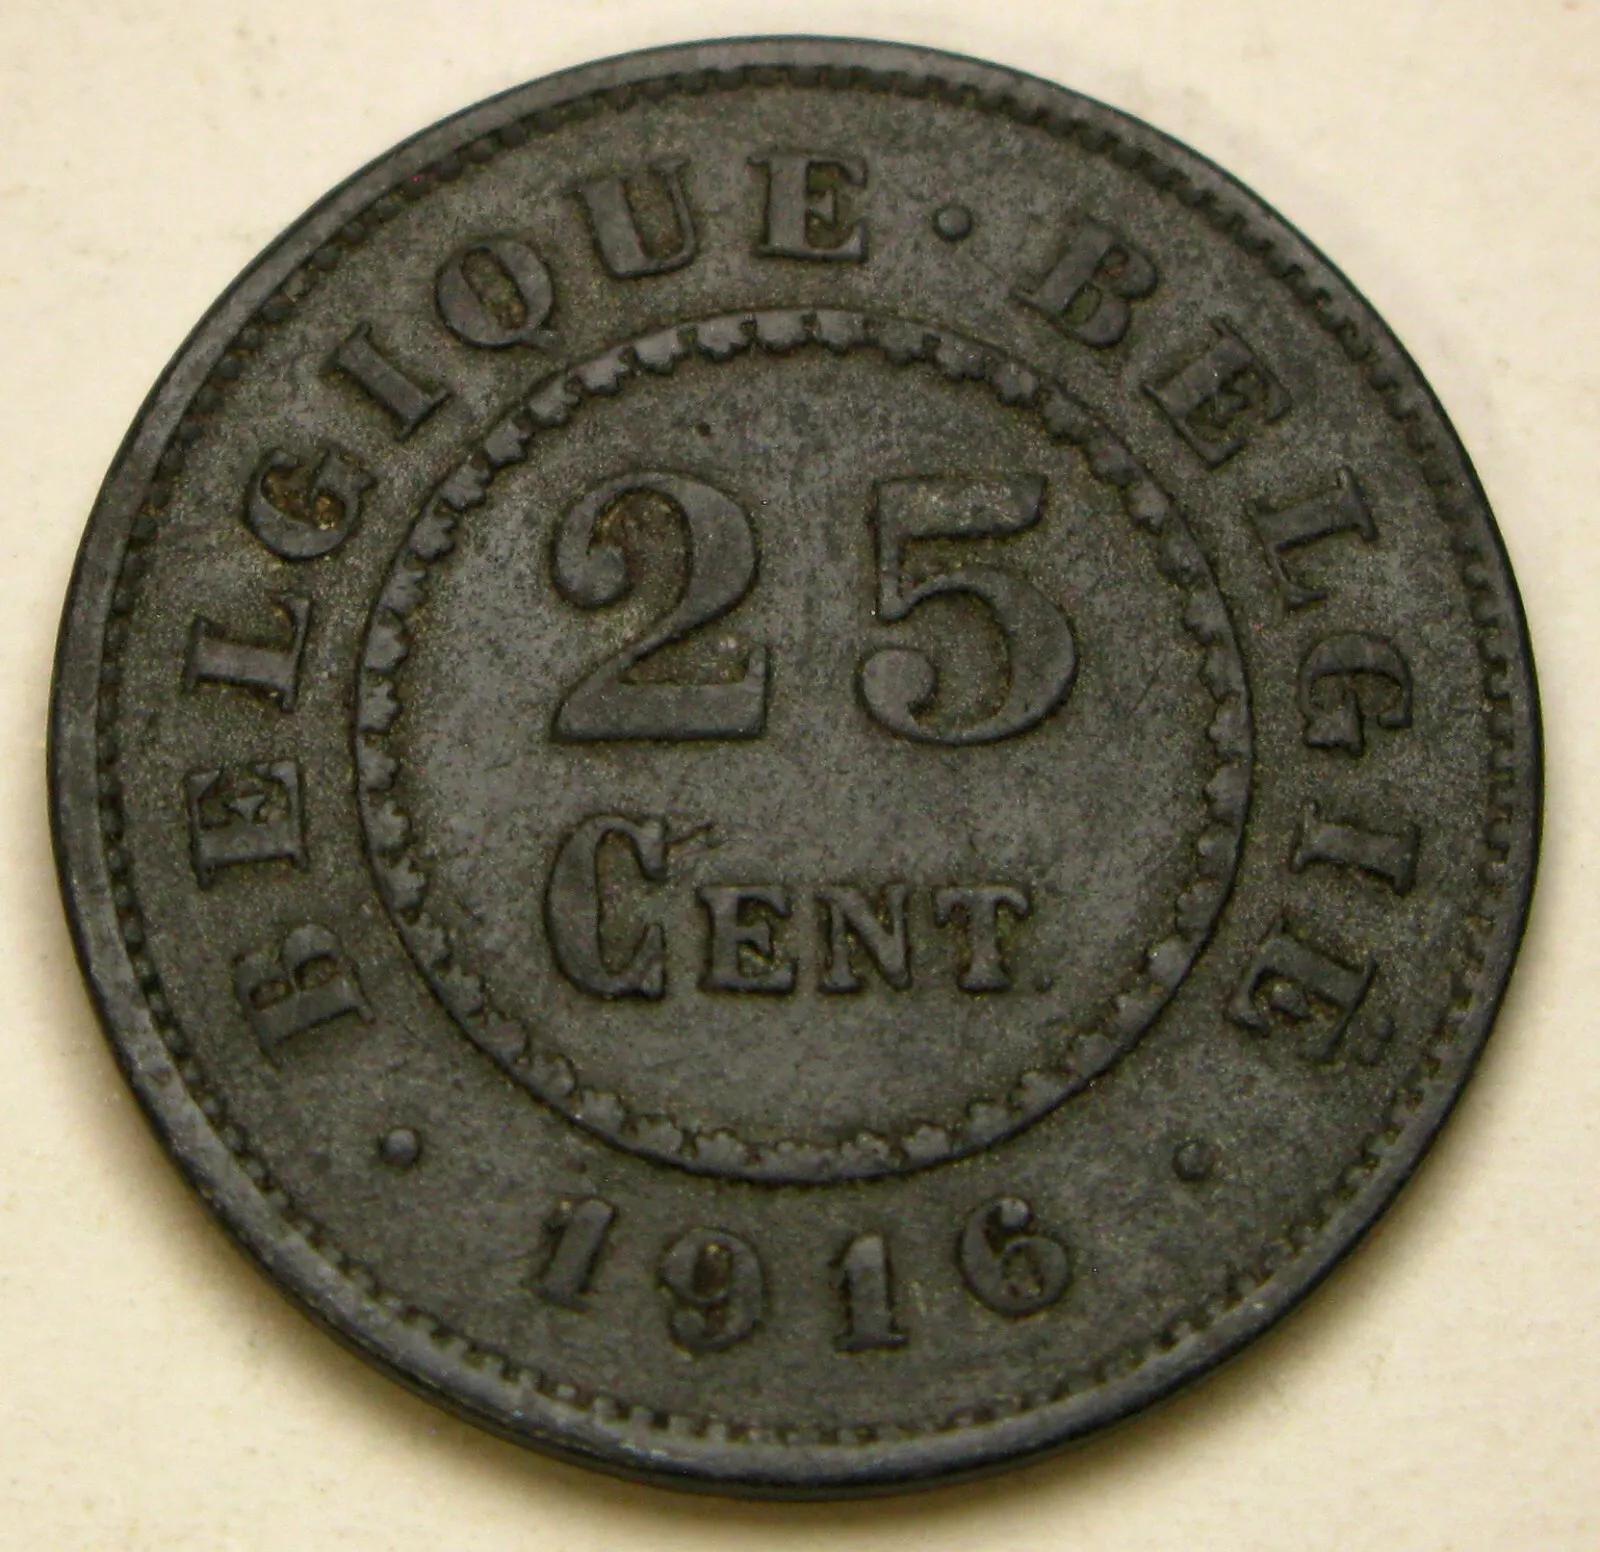 BELGIQUE · BELGIE
25
CENT.
· 1916 ·